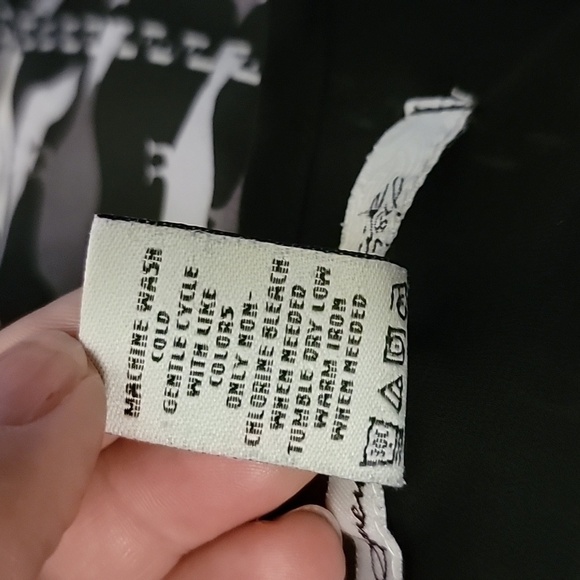 MACHINE WASH
COLD
GENTLE CYCLE
WITH LIKE
COLORS
ONLY NON-
CHLORINE BLEACH
WHEN NEEDED
TUMBLE DRY LOW
WARM IRON
WHEN NEEDED
30C